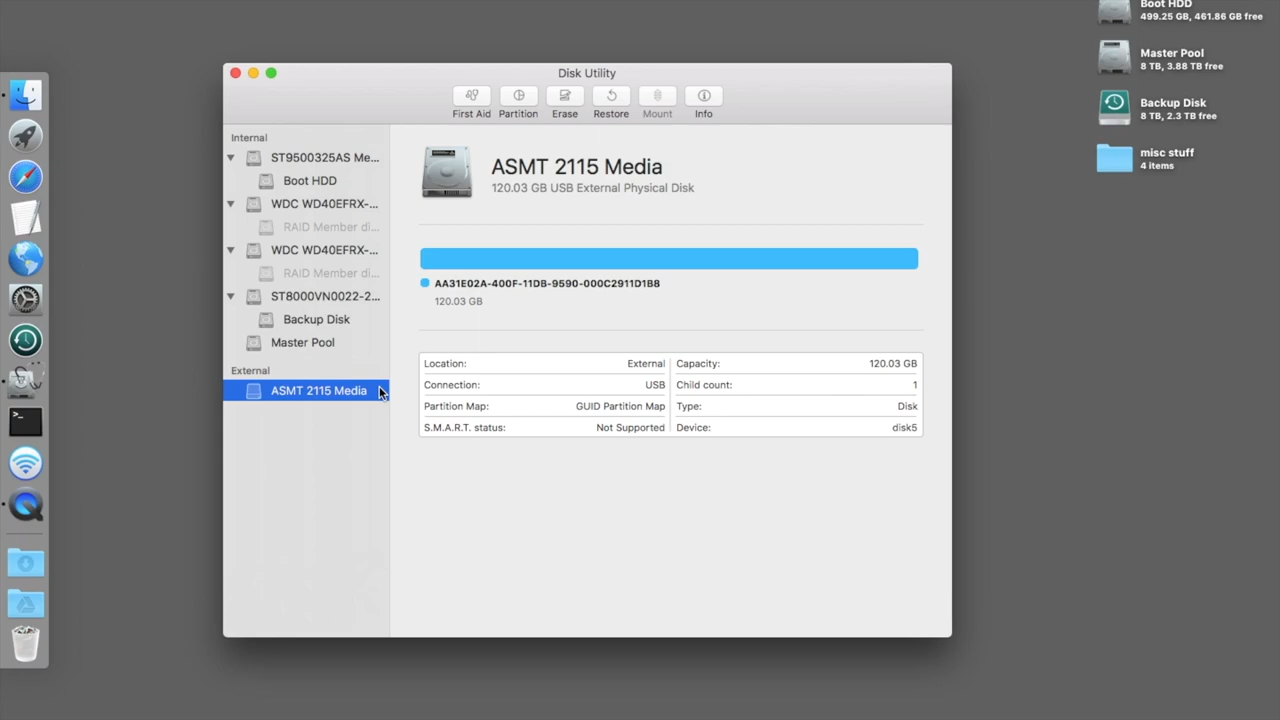 Disk Utility
First Aid
Partition
Erase
Restore
Mount
Info
Internal
ST9500325AS Me...
Boot HDD
WDC WD40EFRX-...
RAID Member di...
WDC WD40EFRX-...
RAID Member di...
ST8000VN0022-2...
Backup Disk
Master Pool
External
ASMT 2115 Media
ASMT 2115 Media
120.03 GB USB External Physical Disk
AA31E02A-400F-11DB-9590-000C2911D1B8
120.03 GB
Location: External
Capacity: 120.03 GB
Connection: USB
Child count: 1
Partition Map: GUID Partition Map
Type: Disk
S.M.A.R.T. status: Not Supported
Device: disk5
Boot HDD
499.25 GB, 461.86 GB free
Master Pool
8 TB, 3.88 TB free
Backup Disk
8 TB, 2.3 TB free
misc stuff
4 items